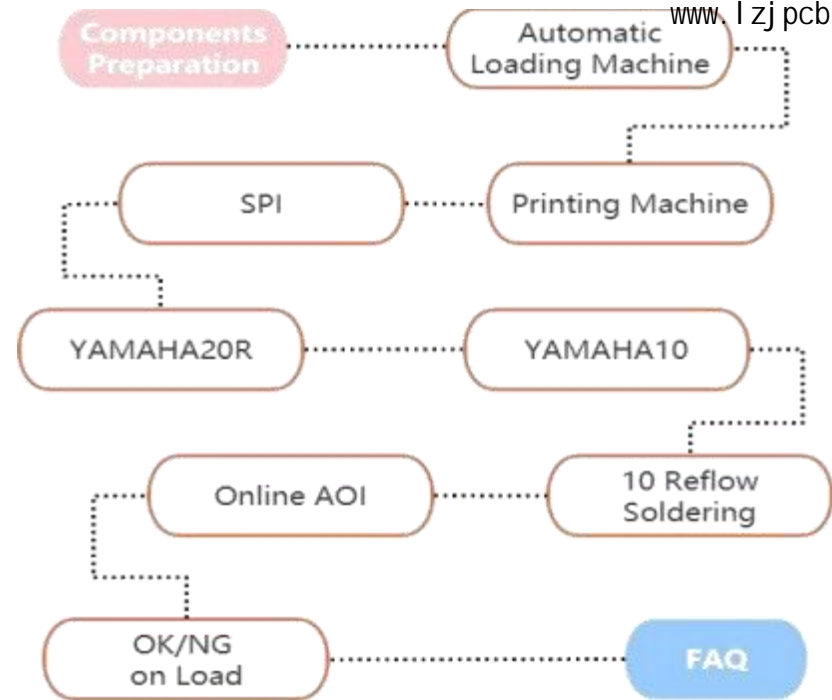 www.lzjpcb
Components
Preparation
Automatic
Loading Machine
SPI
Printing Machine
YAMAHA20R
YAMAHA10
Online AOI
10 Reflow
Soldering
OK/NG
on Load
FAQ